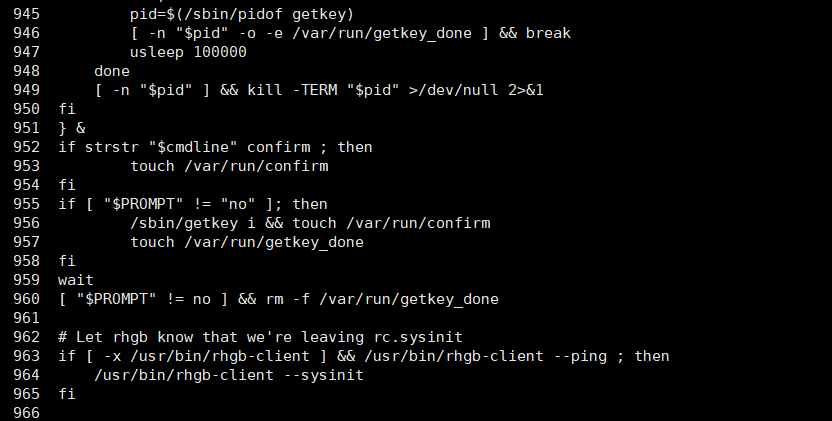 945          pid=$(/sbin/pidof getkey)
946          [ -n "$pid" -o -e /var/run/getkey_done ] && break
947          usleep 100000
948      done
949      [ -n "$pid" ] && kill -TERM "$pid" >/dev/null 2>&1
950  fi
951  } &
952  if strstr "$cmdline" confirm ; then
953          touch /var/run/confirm
954  fi
955  if [ "$PROMPT" != "no" ]; then
956          /sbin/getkey i && touch /var/run/confirm
957          touch /var/run/getkey_done
958  fi
959  wait
960  [ "$PROMPT" != no ] && rm -f /var/run/getkey_done
961
962  # Let rhgb know that we're leaving rc.sysinit
963  if [ -x /usr/bin/rhgb-client ] && /usr/bin/rhgb-client --ping ; then
964      /usr/bin/rhgb-client --sysinit
965  fi
966